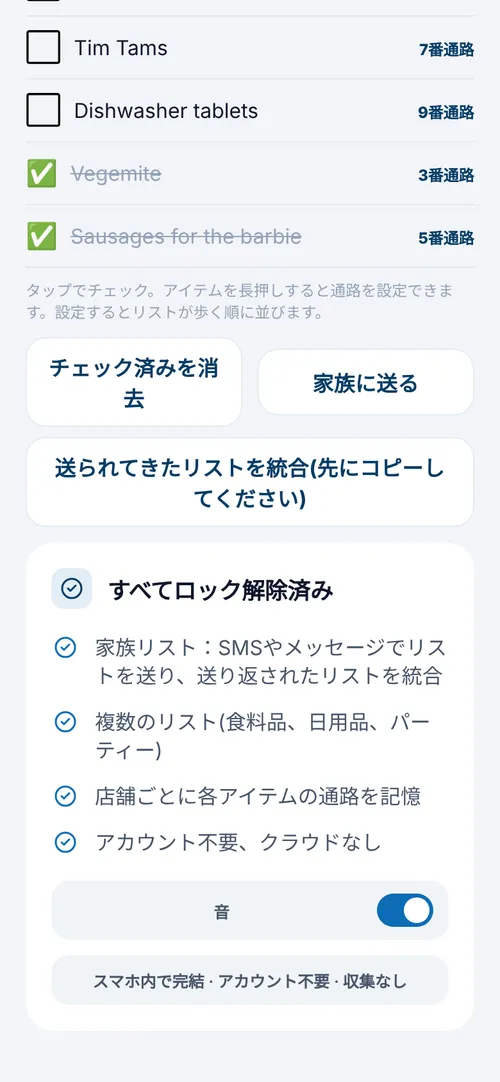 Tim Tams 7番通路
Dishwasher tablets 9番通路
Vegemite 3番通路
Sausages for the barbie 5番通路
タップでチェック。アイテムを長押しすると通路を設定できま
す。設定するとリストが歩く順に並びます。
チェック済みを消
去
家族に送る
送られてきたリストを統合(先にコピーし
てください)
すべてロック解除済み
家族リスト：SMSやメッセージでリス
トを送り、送り返されたリストを統合
複数のリスト(食料品、日用品、パー
ティー)
店舗ごとに各アイテムの通路を記憶
アカウント不要、クラウドなし
音
スマホ内で完結 · アカウント不要 · 収集なし